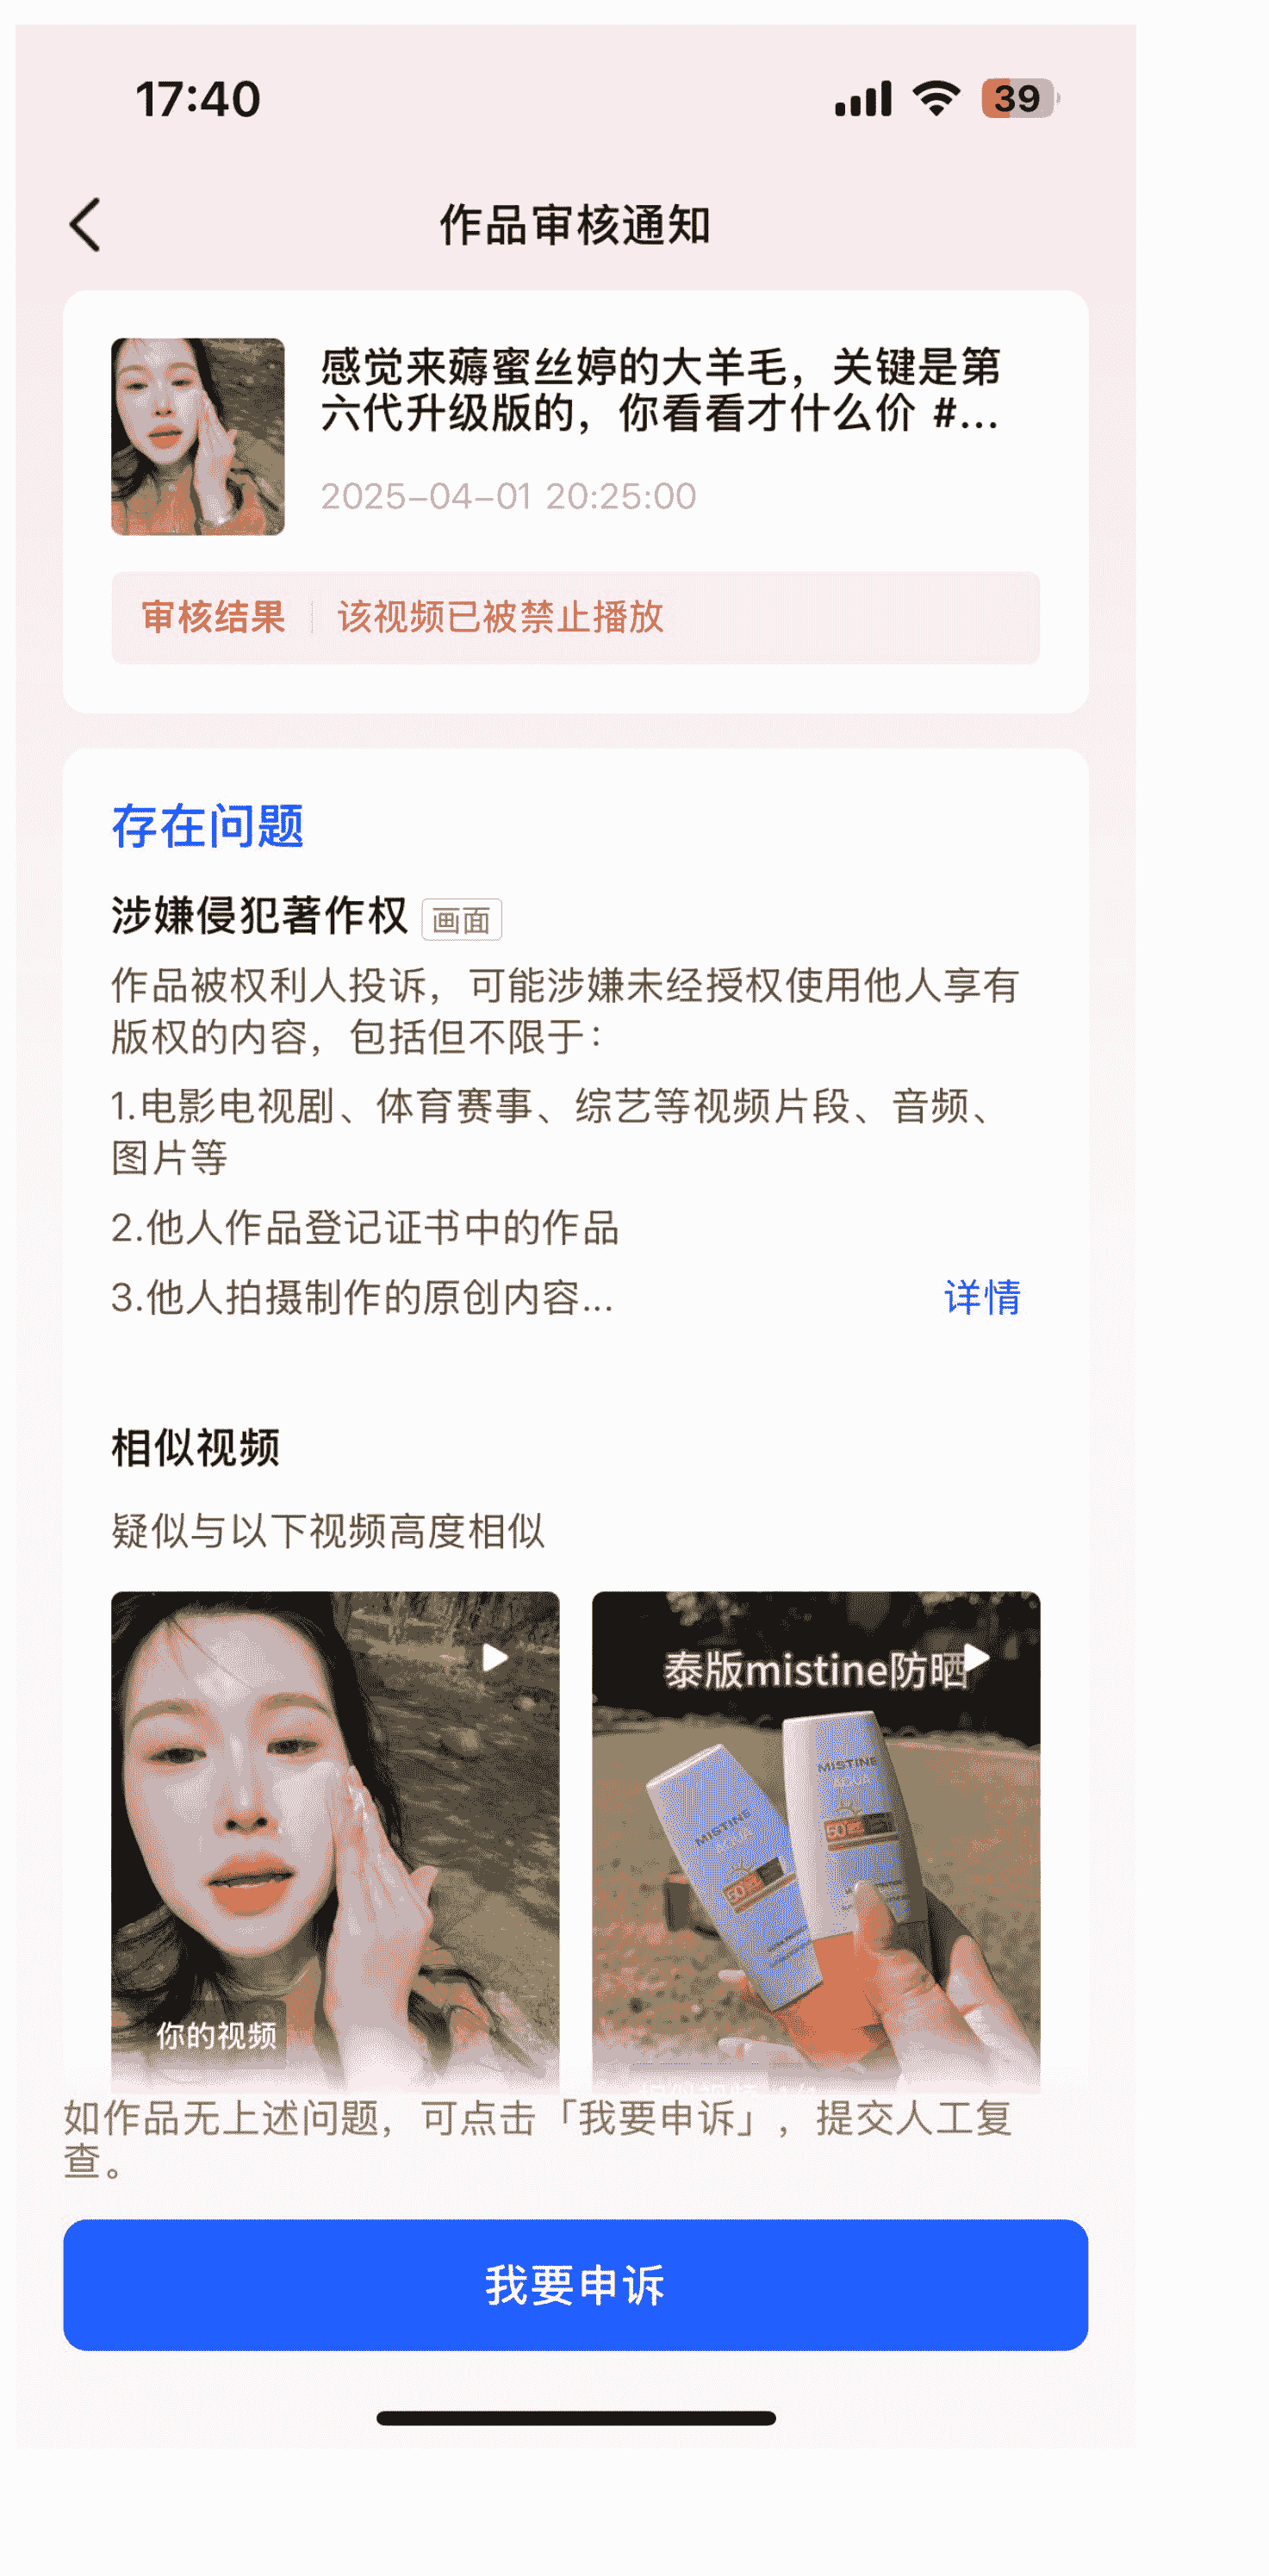 17:40
39
作品审核通知
感觉来薅蜜丝婷的大羊毛，关键是第
六代升级版的，你看看才什么价 #...
2025-04-01 20:25:00
审核结果 该视频已被禁止播放
存在问题
涉嫌侵犯著作权 画面
作品被权利人投诉，可能涉嫌未经授权使用他人享有
版权的内容，包括但不限于：
1.电影电视剧、体育赛事、综艺等视频片段、音频、
图片等
2.他人作品登记证书中的作品
3.他人拍摄制作的原创内容... 详情
相似视频
疑似与以下视频高度相似
泰版mistine防晒
MISTINE
AQUA
50
MISTINE
AQUA
50
你的视频
如作品无上述问题，可点击「我要申诉」，提交人工复
查。
我要申诉